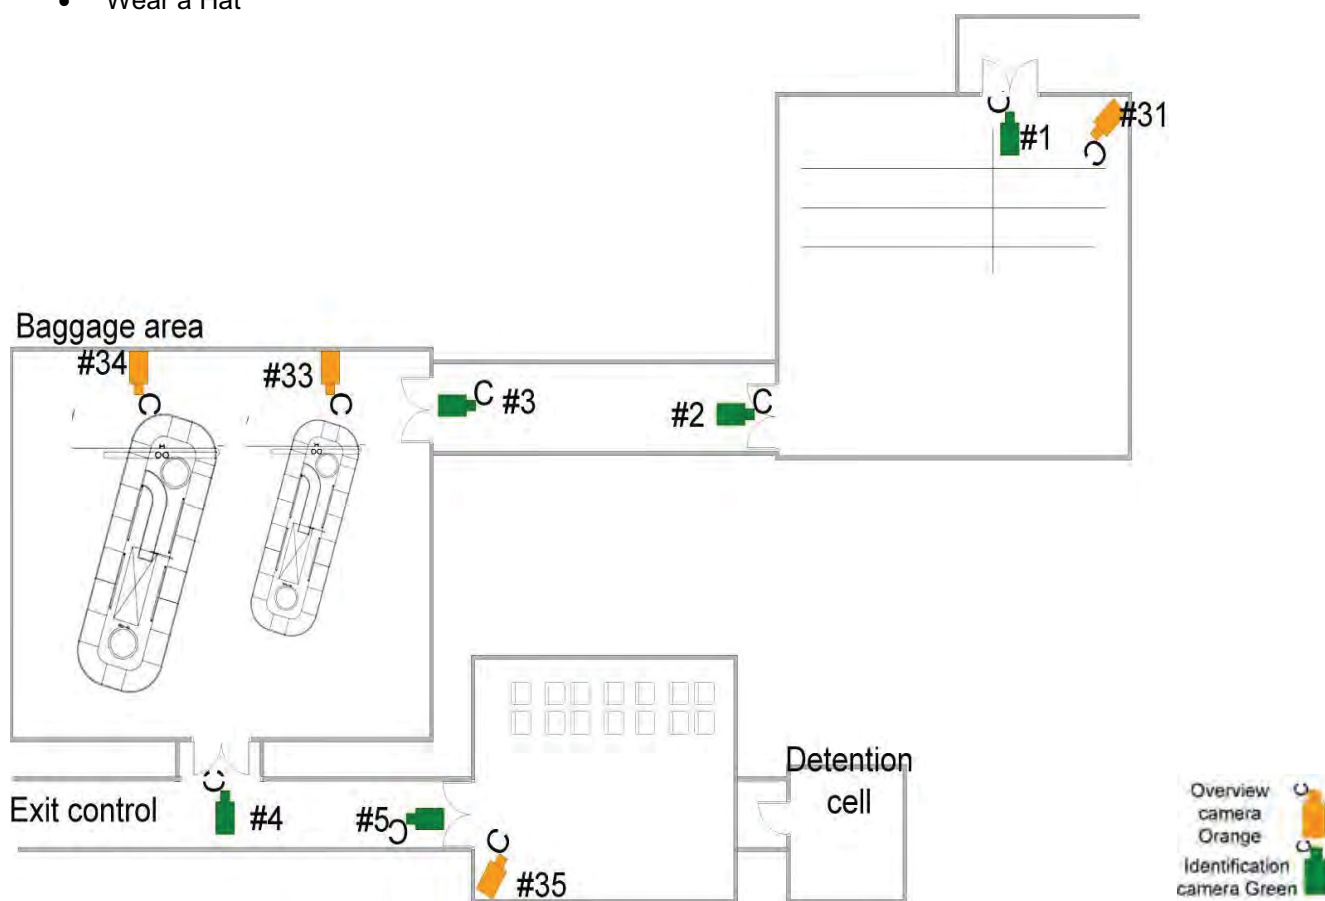 • Wear a Hat
#31
#1
Baggage area
#34
#33
#3
#2
Detention
cell
Exit control
#4
#5
#35
Overview
camera
Orange
Identification
camera Green